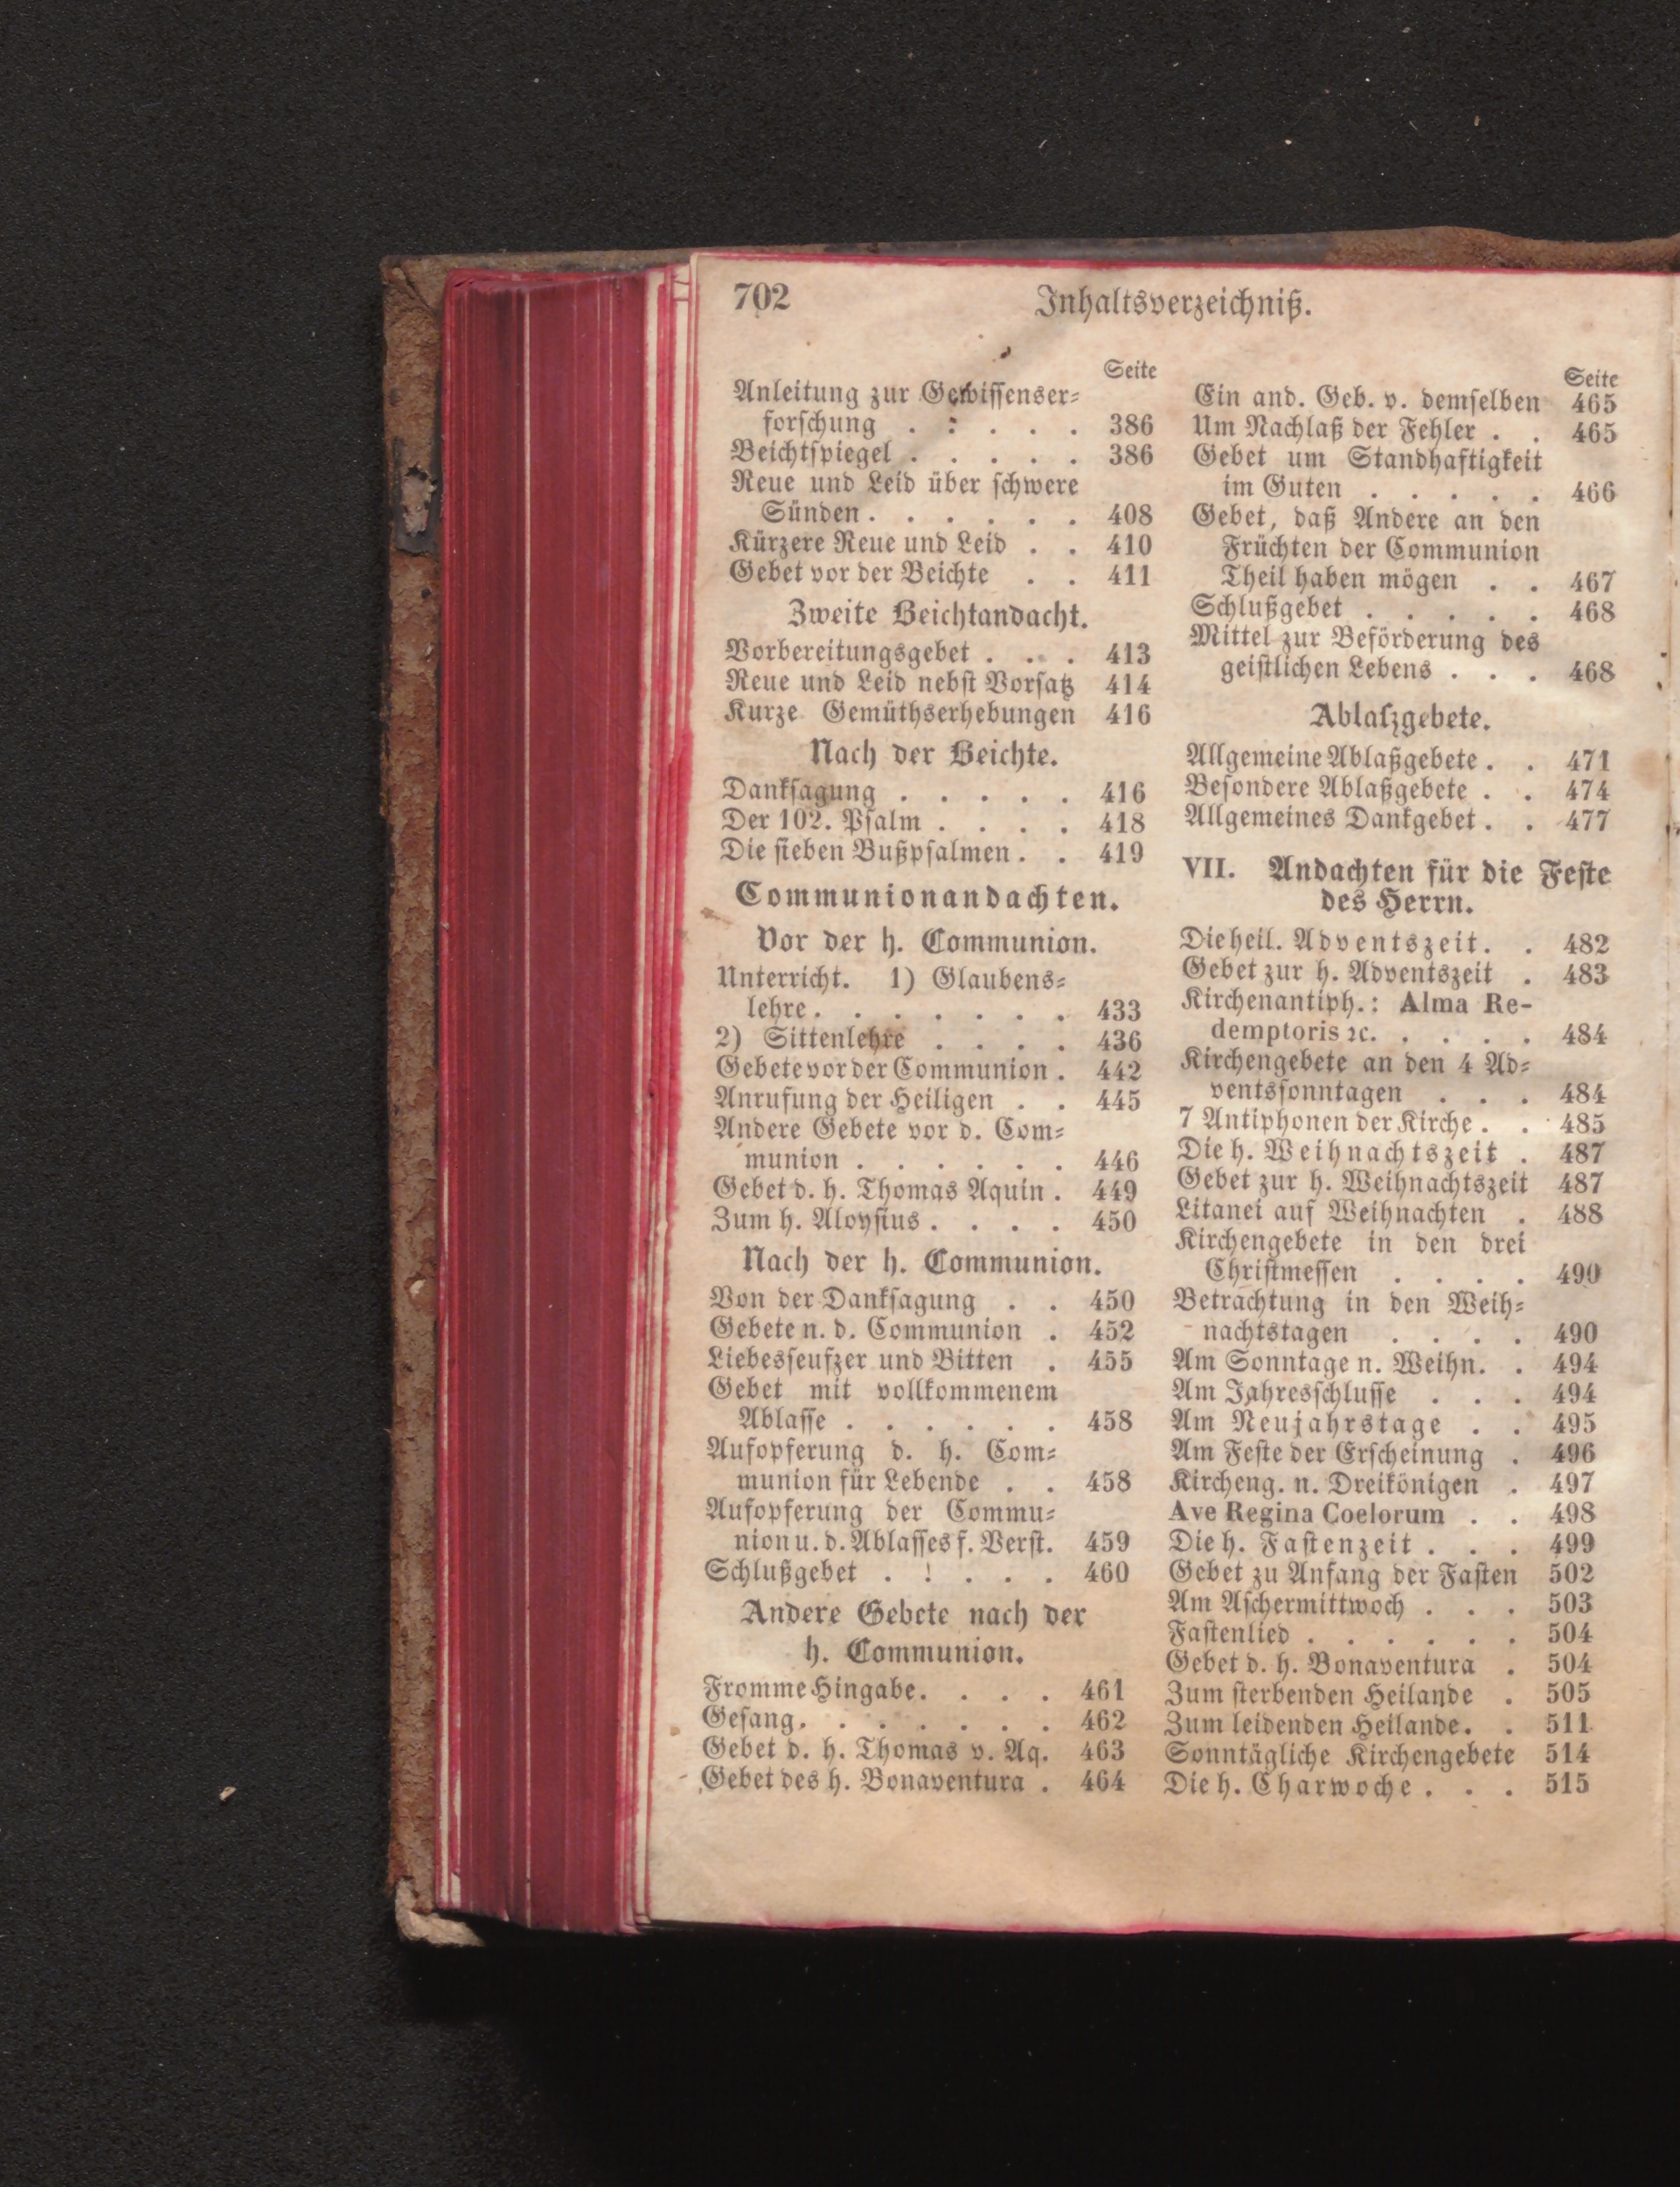 702
Inhaltsverzeichniß.
Seite
Anleitung zur Gewissenser-
forschung . : . . . . 386
Beichtspiegel . . . . . . 386
Reue und Leid über schwere
Sünden . . . . . . . 408
Kürzere Reue und Leid . . 410
Gebet vor der Beichte . . 411
Zweite Beichtandacht.
Vorbereitungsgebet . . . 413
Reue und Leid nebst Vorsatz 414
Kurze Gemüthserhebungen 416
Nach der Beichte.
Danksagung . . . . . . 416
Der 102. Psalm . . . . . 418
Die sieben Bußpsalmen . . 419
Communionandachten.
Vor der h. Communion.
Unterricht. 1) Glaubens-
lehre . . . . . . . . 433
2) Sittenlehre . . . . 436
Gebete vor der Communion . 442
Anrufung der Heiligen . . 445
Andere Gebete vor d. Com-
munion . . . . . . . 446
Gebet d. h. Thomas Aquin . 449
Zum h. Aloysius . . . . 450
Nach der h. Communion.
Von der Danksagung . . 450
Gebete n. d. Communion . 452
Liebesseufzer und Bitten . 455
Gebet mit vollkommenem
Ablasse . . . . . . . 458
Aufopferung d. h. Com-
munion für Lebende . . 458
Aufopferung der Commu-
nion u. d. Ablasses f. Verst. 459
Schlußgebet . ! . . . . 460
Andere Gebete nach der
h. Communion.
Fromme Hingabe . . . . 461
Gesang . . . . . . . . 462
Gebet d. h. Thomas v. Aq. 463
Gebet des h. Bonaventura . 464
Seite
Ein and. Geb. v. demselben 465
Um Nachlaß der Fehler . . 465
Gebet um Standhaftigkeit
im Guten . . . . . . 466
Gebet, daß Andere an den
Früchten der Communion
Theil haben mögen . . 467
Schlußgebet . . . . . . 468
Mittel zur Beförderung des
geistlichen Lebens . . . 468
Ablaßgebete.
Allgemeine Ablaßgebete . . 471
Besondere Ablaßgebete . . 474
Allgemeines Dankgebet . . 477
VII. Andachten für die Feste
des Herrn.
Die heil. Adventszeit . . 482
Gebet zur h. Adventszeit . 483
Kirchenantiph.: Alma Re-
demptoris ꝛc. . . . . . 484
Kirchengebete an den 4 Ad-
ventssonntagen . . . 484
7 Antiphonen der Kirche . . 485
Die h. Weihnachtszeit . 487
Gebet zur h. Weihnachtszeit 487
Litanei auf Weihnachten . 488
Kirchengebete in den drei
Christmessen . . . . 490
Betrachtung in den Weih-
nachtstagen . . . . 490
Am Sonntage n. Weihn. . 494
Am Jahresschlusse . . . 494
Am Neujahrstage . . 495
Am Feste der Erscheinung . 496
Kircheng. n. Dreikönigen . 497
Ave Regina Coelorum . . 498
Die h. Fastenzeit . . . 499
Gebet zu Anfang der Fasten 502
Am Aschermittwoch . . . 503
Fastenlied . . . . . . . 504
Gebet d. h. Bonaventura . 504
Zum sterbenden Heilande . 505
Zum leidenden Heilande . . 511
Sonntägliche Kirchengebete 514
Die h. Charwoche . . . 515